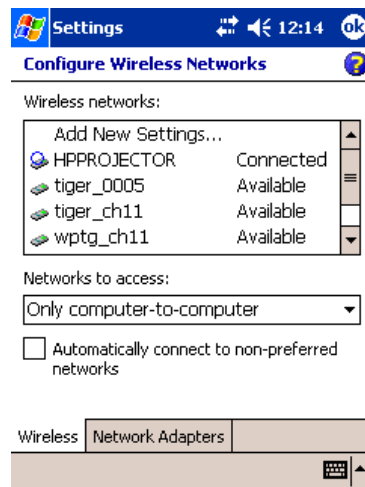 Settings 12:14 ok
Configure Wireless Networks ?
Wireless networks:
Add New Settings...
HPPROJECTOR Connected
tiger_0005 Available
tiger_ch11 Available
wptg_ch11 Available
Networks to access:
Only computer-to-computer
Automatically connect to non-preferred
networks
Wireless Network Adapters